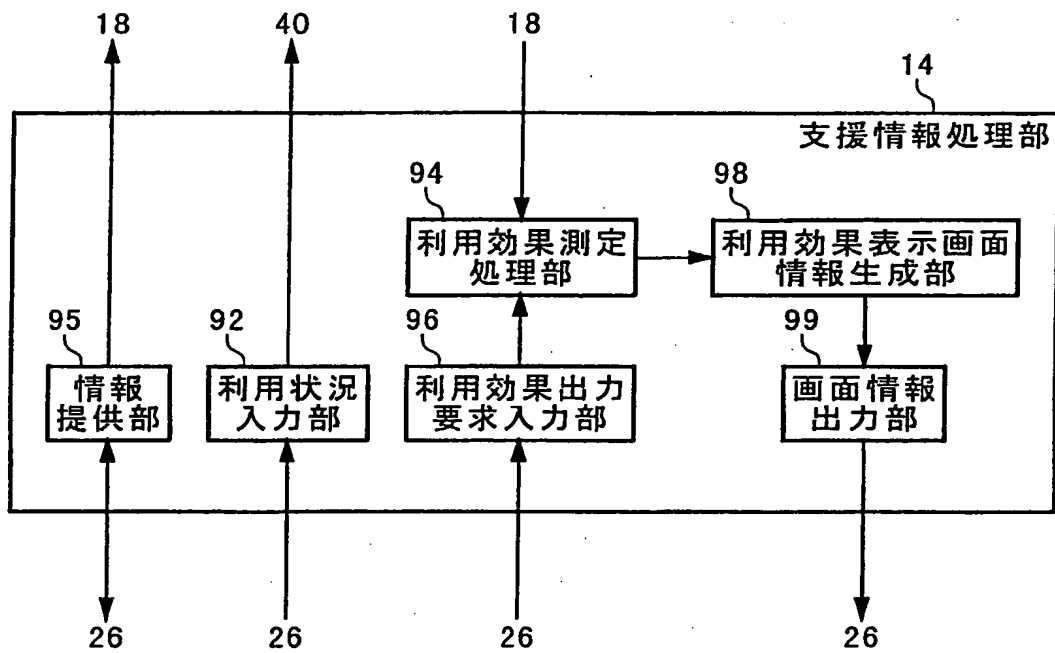 18
40
18
14
支援情報処理部
94
利用効果測定
処理部
98
利用効果表示画面
情報生成部
95
情報
提供部
92
利用状況
入力部
96
利用効果出力
要求入力部
99
画面情報
出力部
26
26
26
26